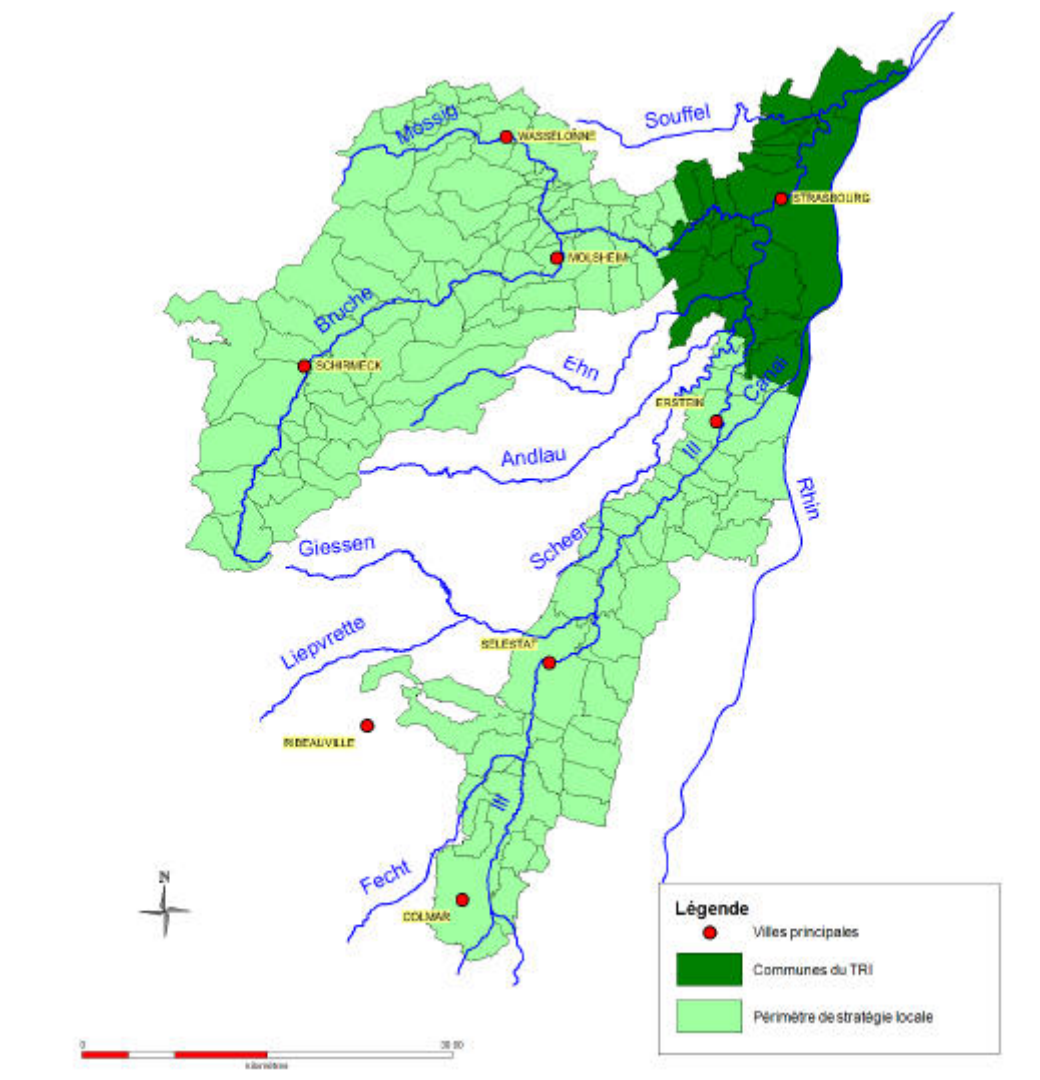 Souffel
Mossig
WASSELONNE
STRASBOURG
MOLSHEIM
Bruche
SCHIRMECK
Ehn
Canal
ERSTEIN
Ill
Andlau
Rhin
Scheer
Giessen
Liepvrette
SELESTAT
RIBEAUVILLE
Ill
Fecht
COLMAR
N
Légende
Villes principales
Communes du TRI
Périmètre de stratégie locale
0
kilomètres